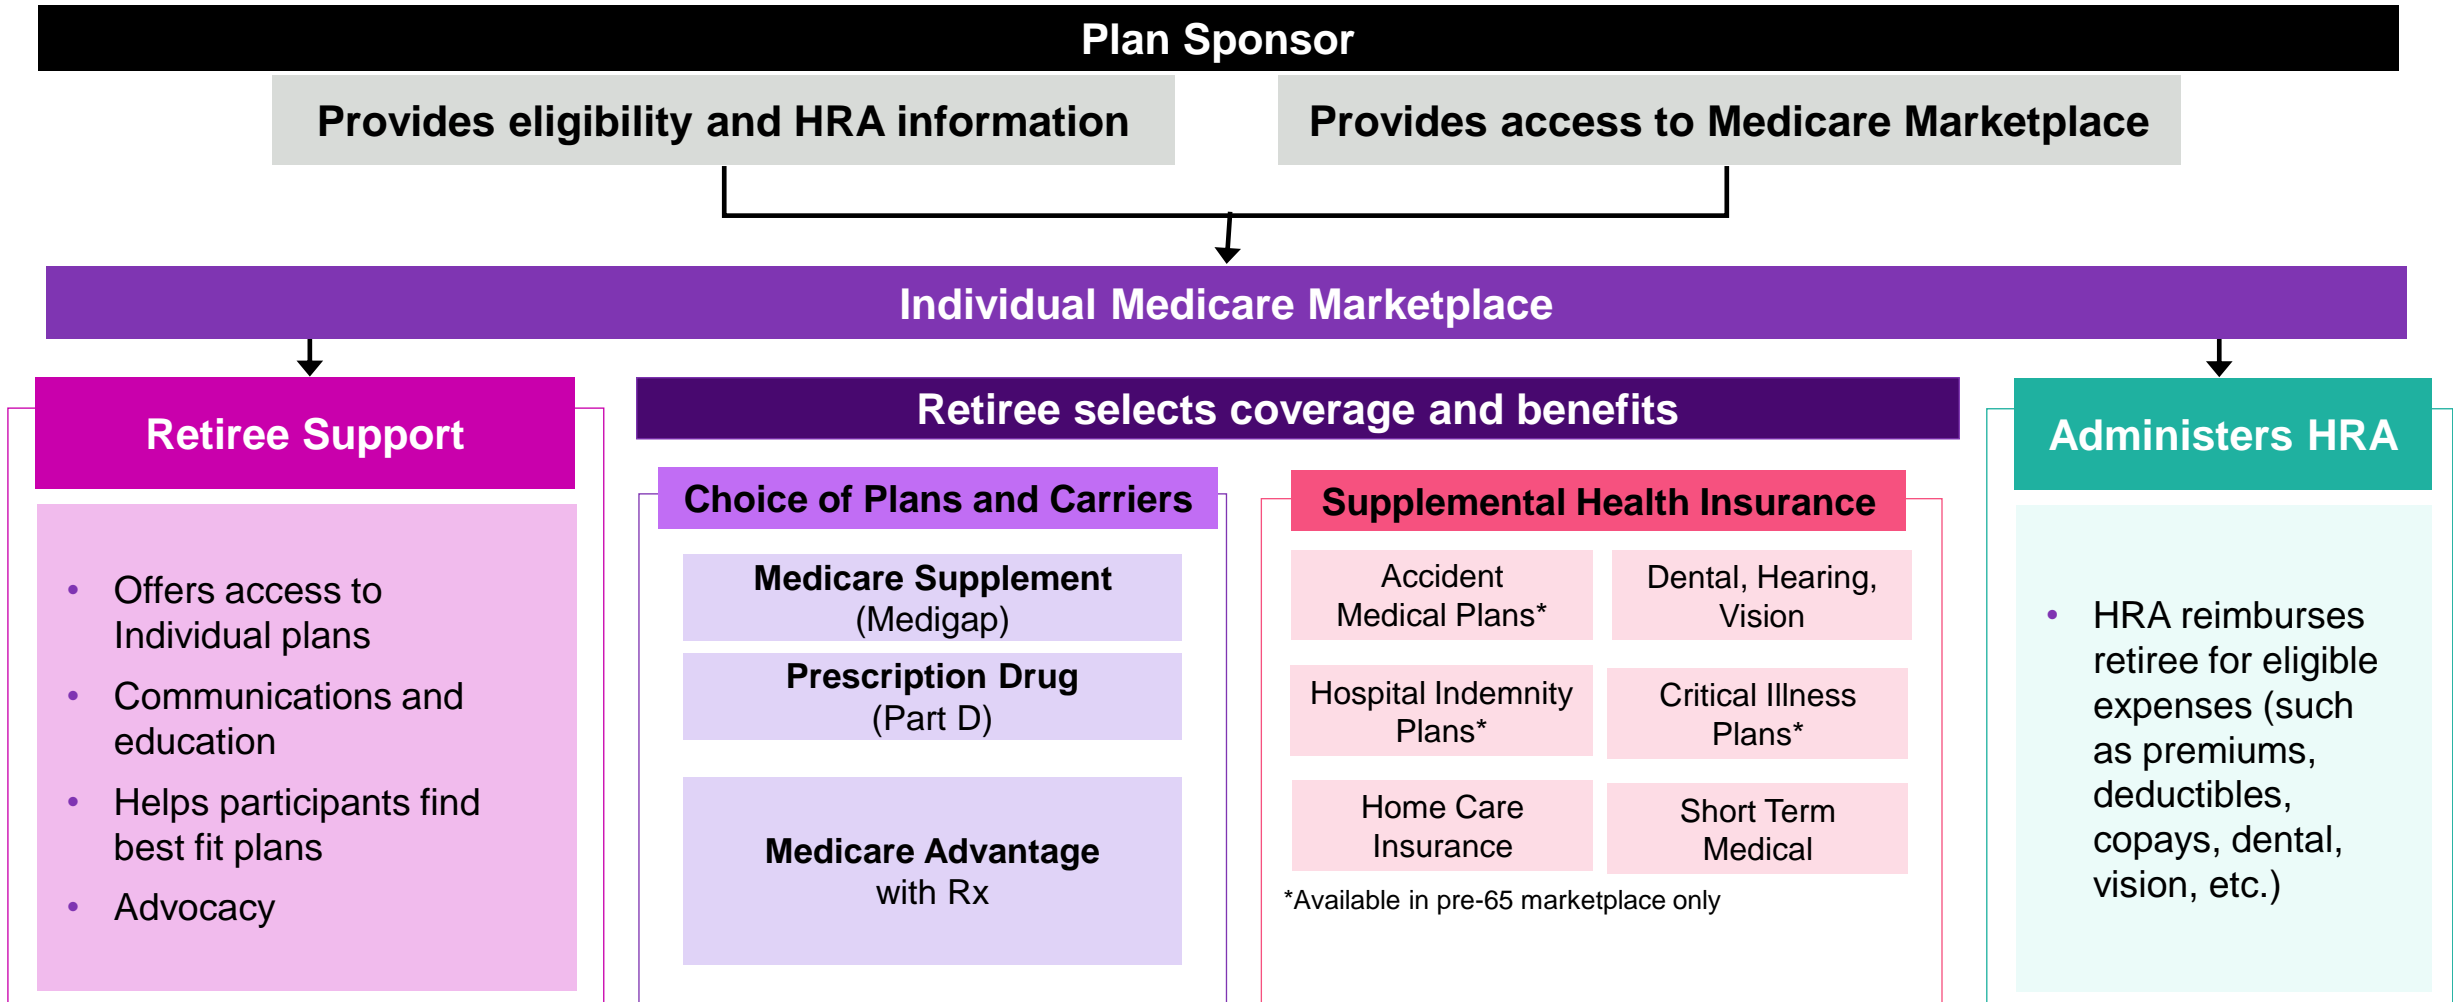 Plan Sponsor
Provides eligibility and HRA information
Provides access to Medicare Marketplace
Individual Medicare Marketplace
Retiree Support
• Offers access to
Individual plans
• Communications and
education
• Helps participants find
best fit plans
• Advocacy
Retiree selects coverage and benefits
Choice of Plans and Carriers
Medicare Supplement
(Medigap)
Prescription Drug
(Part D)
Medicare Advantage
with Rx
Supplemental Health Insurance
Accident
Medical Plans*
Dental, Hearing,
Vision
Hospital Indemnity
Plans*
Critical Illness
Plans*
Home Care
Insurance
Short Term
Medical
*Available in pre-65 marketplace only
Administers HRA
• HRA reimburses
retiree for eligible
expenses (such
as premiums,
deductibles,
copays, dental,
vision, etc.)